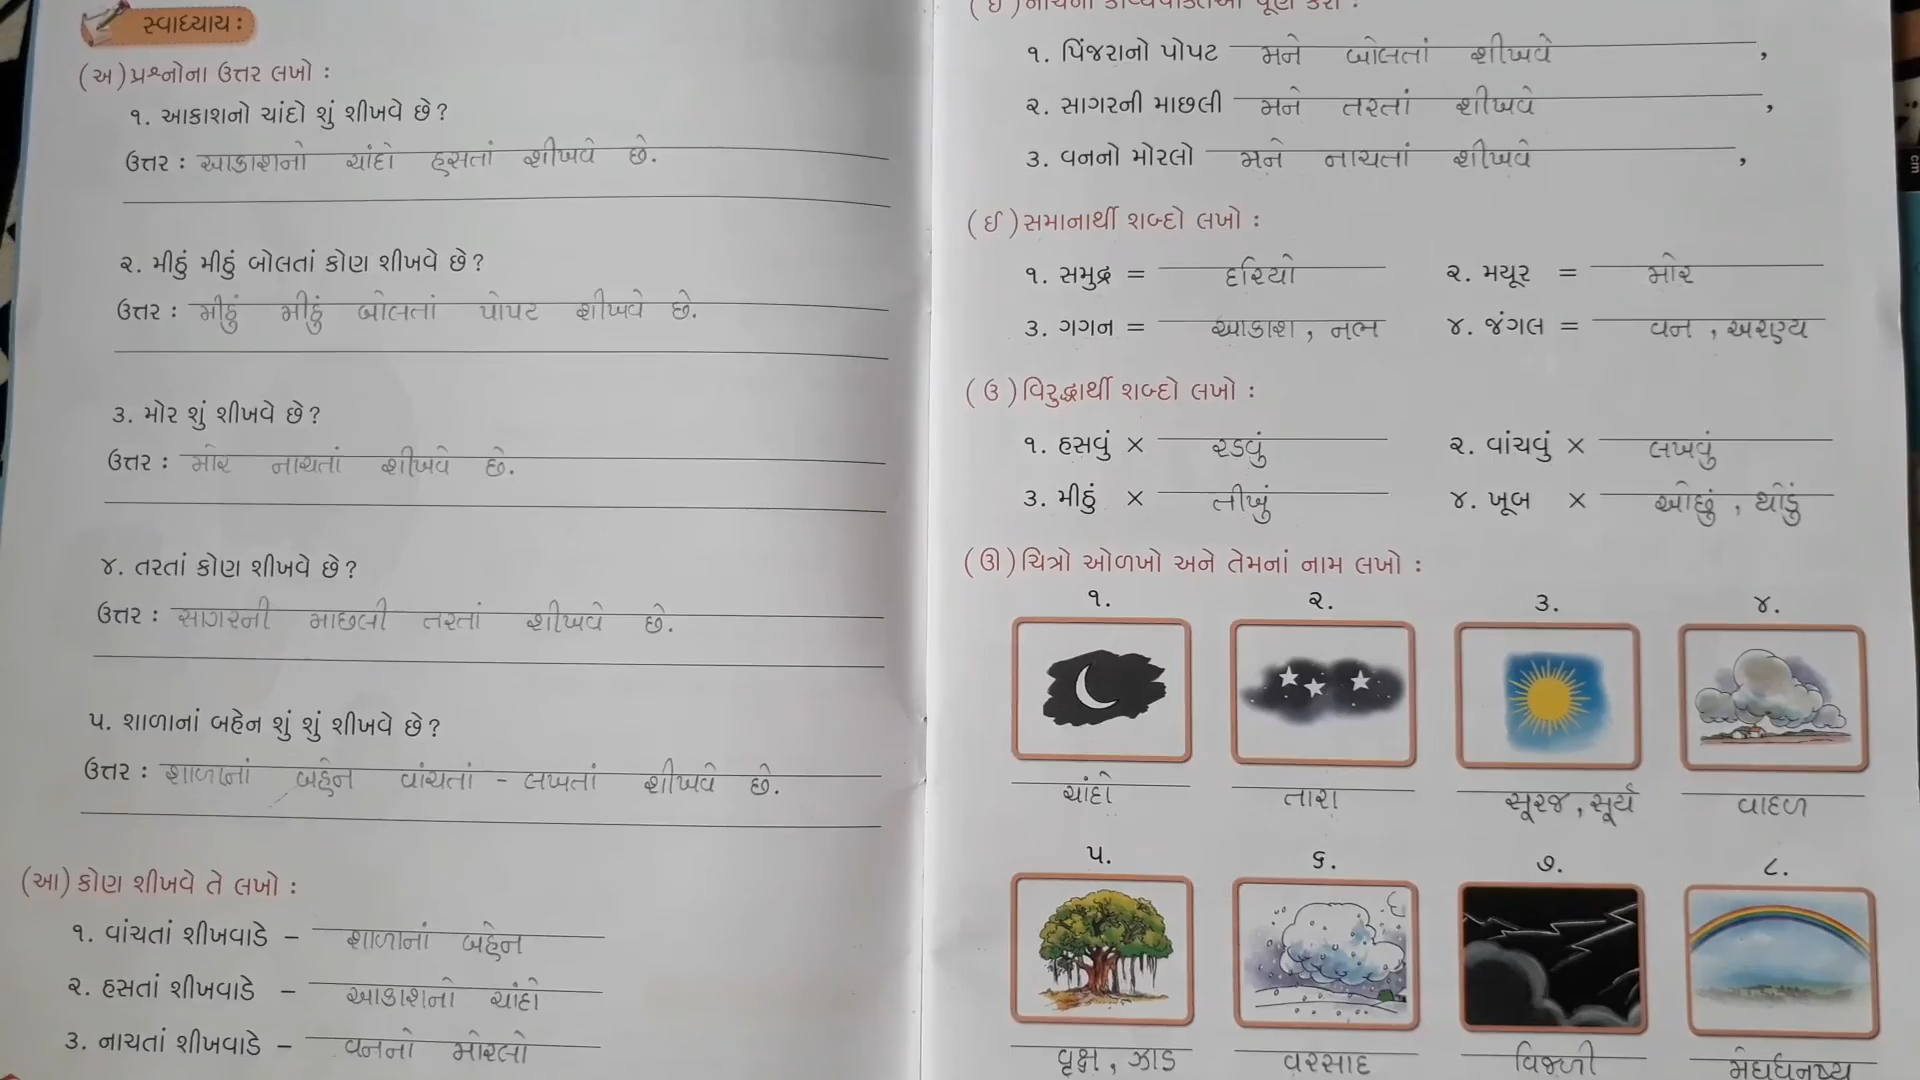 સ્વાધ્યાય :
(અ) પ્રશ્નોના ઉત્તર લખો :
૧. આકાશનો ચાંદો શું શીખવે છે?
ઉત્તર : આકાશનો ચાંદો હસતાં શીખવે છે.
૨. મીઠું મીઠું બોલતાં કોણ શીખવે છે?
ઉત્તર : મીઠું મીઠું બોલતાં પોપટ શીખવે છે.
૩. મોર શું શીખવે છે?
ઉત્તર : મોર નાચતાં શીખવે છે.
૪. તરતાં કોણ શીખવે છે?
ઉત્તર : સાગરની માછલી તરતાં શીખવે છે.
૫. શાળાનાં બહેન શું શું શીખવે છે?
ઉત્તર : શાળાનાં બહેન વાંચતાં - લખતાં શીખવે છે.
(આ) કોણ શીખવે તે લખો :
૧. વાંચતાં શીખવાડે – શાળાનાં બહેન
૨. હસતાં શીખવાડે – આકાશનો ચાંદો
૩. નાચતાં શીખવાડે – વનનો મોરલો
(ઇ) નીચેની કાવ્યપંક્તિઓ પૂર્ણ કરો :
૧. પિંજરાનો પોપટ મને બોલતાં શીખવે ,
૨. સાગરની માછલી મને તરતાં શીખવે ,
૩. વનનો મોરલો મને નાચતાં શીખવે ,
(ઈ) સમાનાર્થી શબ્દો લખો :
૧. સમુદ્ર = દરિયો ૨. મયૂર = મોર
૩. ગગન = આકાશ , નભ ૪. જંગલ = વન , અરણ્ય
(ઉ) વિરુદ્ધાર્થી શબ્દો લખો :
૧. હસવું × રડવું ૨. વાંચવું × લખવું
૩. મીઠું × તીખું ૪. ખૂબ × ઓછું , થોડું
(ઊ) ચિત્રો ઓળખો અને તેમનાં નામ લખો :
૧. ૨. ૩. ૪.
ચાંદો તારા સૂરજ , સૂર્ય વાદળ
૫. ૬. ૭. ૮.
વૃક્ષ , ઝાડ વરસાદ વિજળી મેઘધનુષ્ય
cm